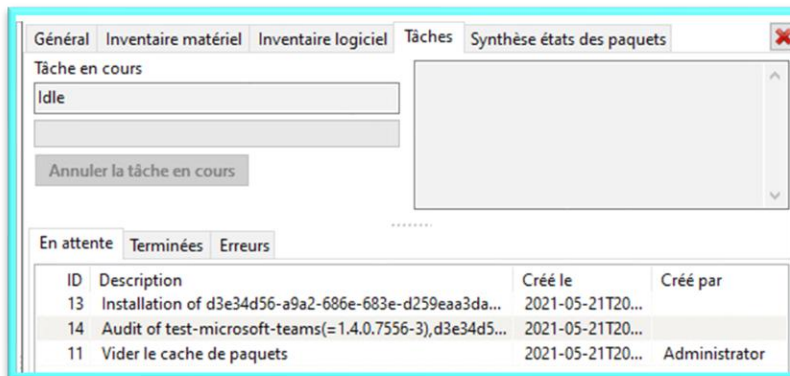 Général Inventaire matériel Inventaire logiciel Tâches Synthèse états des paquets
Tâche en cours
Idle
Annuler la tâche en cours
En attente Terminées Erreurs
ID Description Créé le Créé par
13 Installation of d3e34d56-a9a2-686e-683e-d259eaa3da... 2021-05-21T20...
14 Audit of test-microsoft-teams(=1.4.0.7556-3),d3e34d5... 2021-05-21T20...
11 Vider le cache de paquets 2021-05-21T20... Administrator